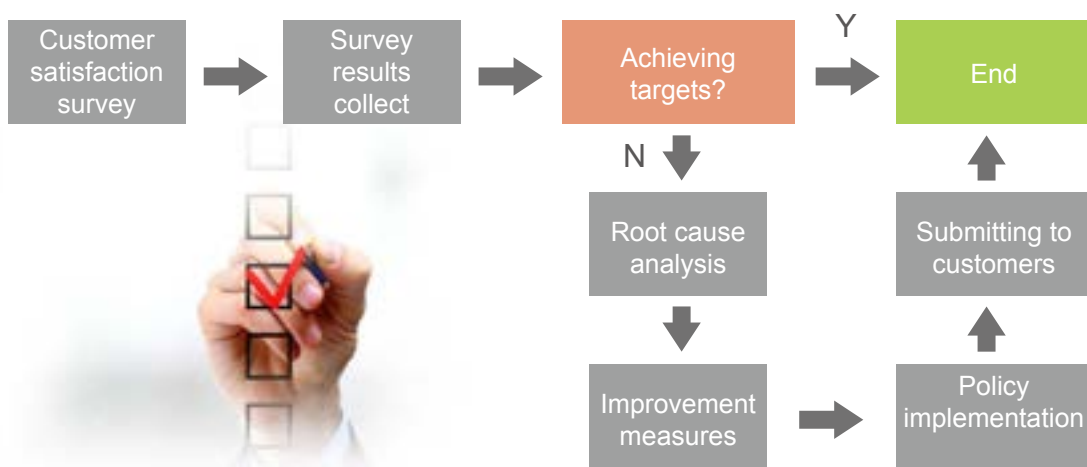 Customer
satisfaction
survey
Survey
results
collect
Achieving
targets?
Y
End
N
Root cause
analysis
Submitting to
customers
Improvement
measures
Policy
implementation